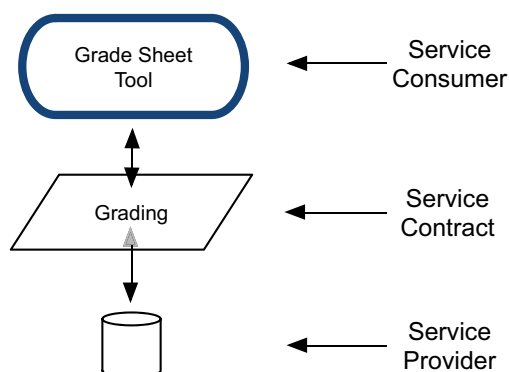 Grade Sheet
Tool
Service
Consumer
Grading
Service
Contract
Service
Provider